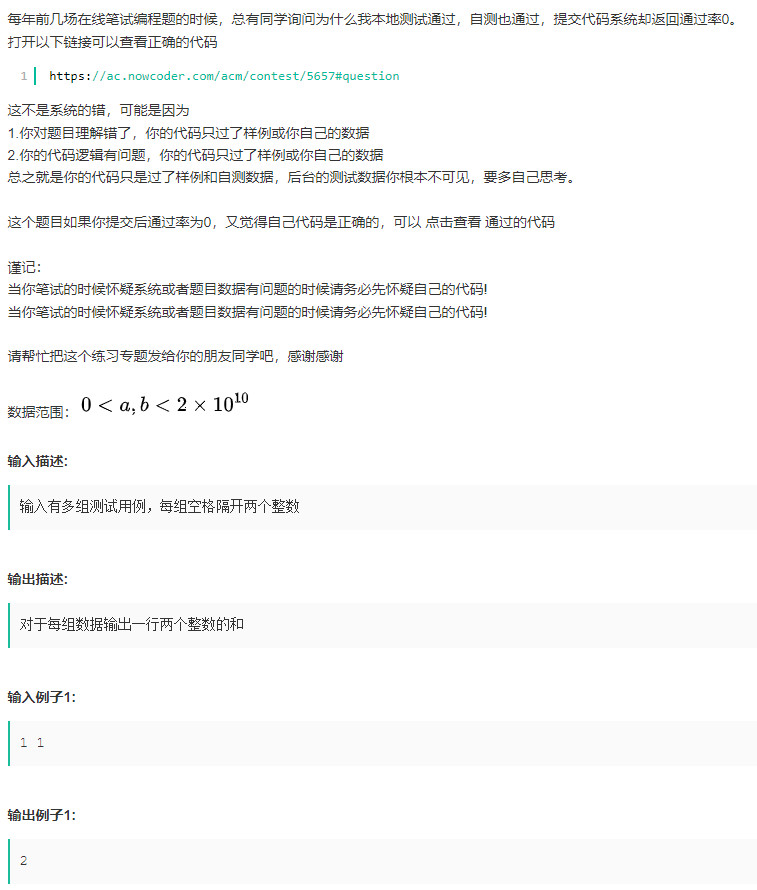 每年前几场在线笔试编程题的时候，总有同学询问为什么我本地测试通过，自测也通过，提交代码系统却返回通过率0。
打开以下链接可以查看正确的代码
1 https://ac.nowcoder.com/acm/contest/5657#question
这不是系统的错，可能是因为
1.你对题目理解错了，你的代码只过了样例或你自己的数据
2.你的代码逻辑有问题，你的代码只过了样例或你自己的数据
总之就是你的代码只是过了样例和自测数据，后台的测试数据你根本不可见，要多自己思考。
这个题目如果你提交后通过率为0，又觉得自己代码是正确的，可以 点击查看 通过的代码
谨记：
当你笔试的时候怀疑系统或者题目数据有问题的时候请务必先怀疑自己的代码!
当你笔试的时候怀疑系统或者题目数据有问题的时候请务必先怀疑自己的代码!
请帮忙把这个练习专题发给你的朋友同学吧，感谢感谢
数据范围： 0 < a, b < 2 × 10^10
输入描述:
输入有多组测试用例，每组空格隔开两个整数
输出描述:
对于每组数据输出一行两个整数的和
输入例子1:
1 1
输出例子1:
2